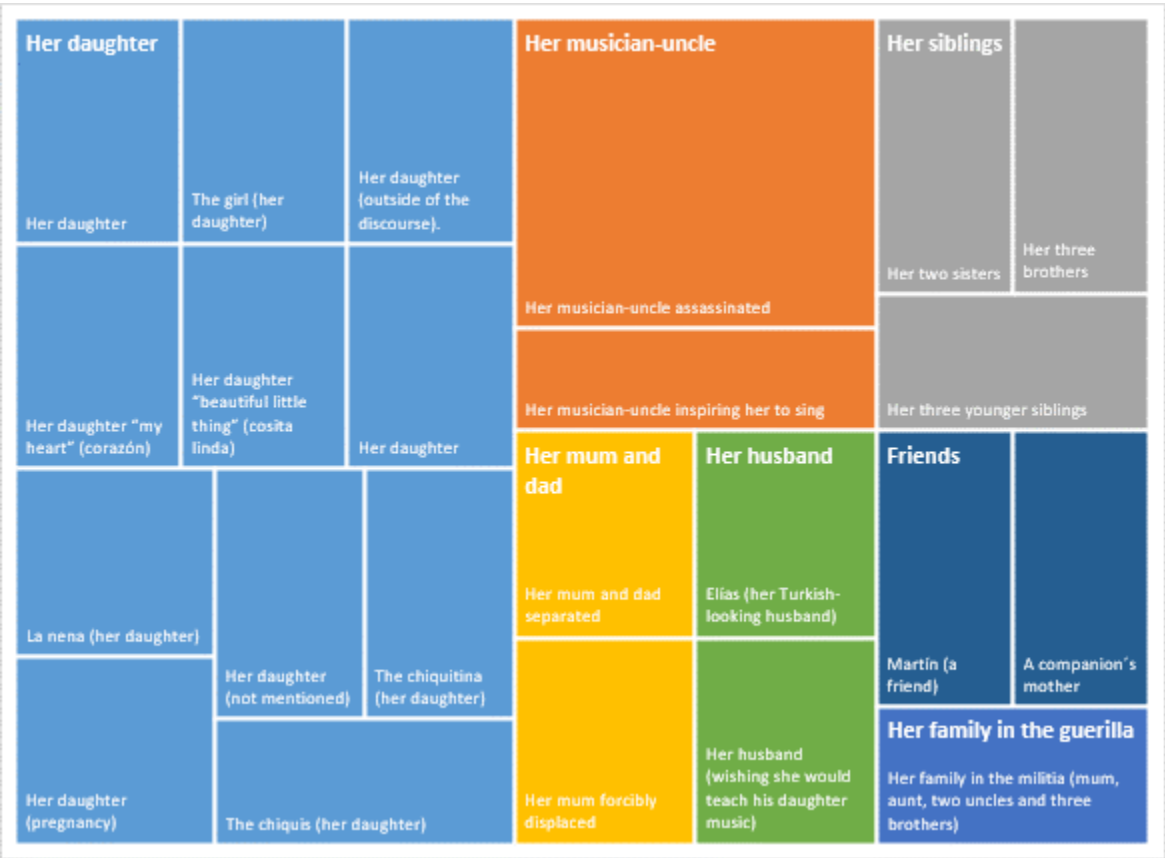 Her daughter
Her daughter
The girl (her
daughter)
Her daughter
(outside of the
discourse).
Her daughter "my
heart" (corazón)
Her daughter
"beautiful little
thing" (cosita
linda)
Her daughter
La nena (her daughter)
Her daughter
(pregnancy)
Her daughter
(not mentioned)
The chiquitina
(her daughter)
The chiquis (her daughter)
Her musician-uncle
Her musician-uncle assassinated
Her musician-uncle inspiring her to sing
Her mum and
dad
Her mum and dad
separated
Her mum forcibly
displaced
Her husband
Elías (her Turkish-
looking husband)
Her husband
(wishing she would
teach his daughter
music)
Her siblings
Her two sisters
Her three
brothers
Her three younger siblings
Friends
Martín (a
friend)
A companion´s
mother
Her family in the guerilla
Her family in the militia (mum,
aunt, two uncles and three
brothers)